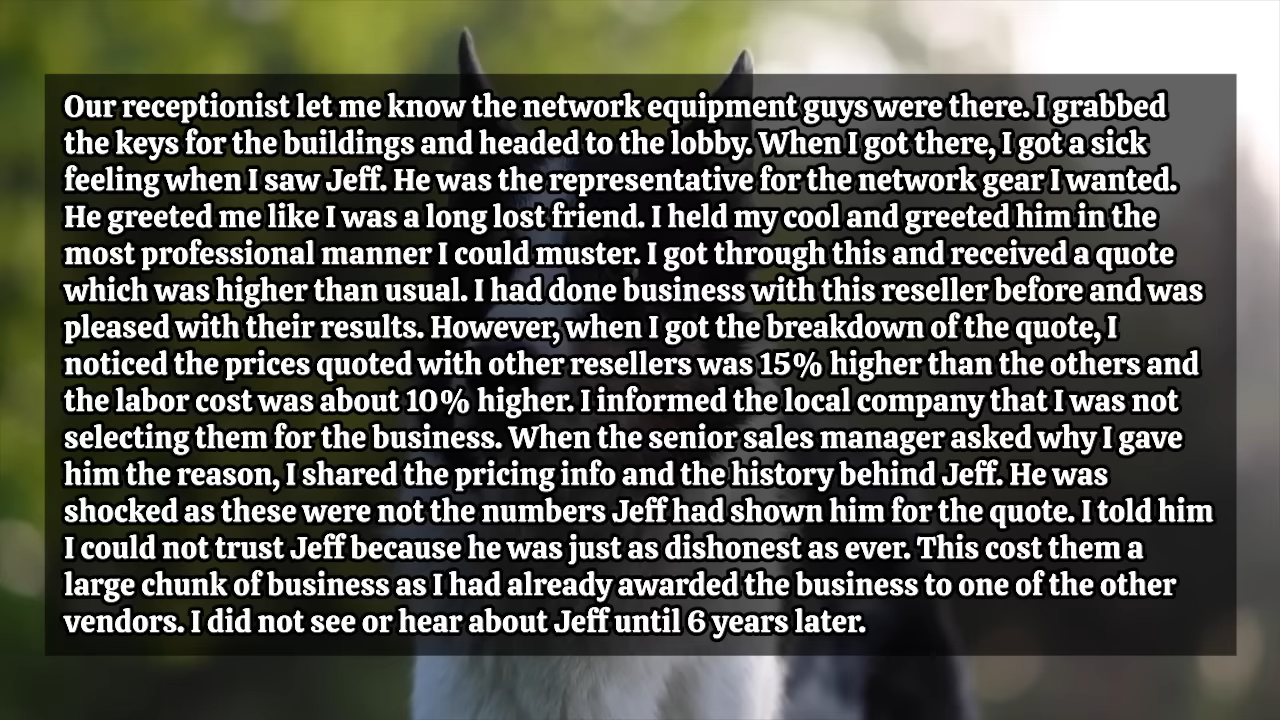 Our receptionist let me know the network equipment guys were there. I grabbed
the keys for the buildings and headed to the lobby. When I got there, I got a sick
feeling when I saw Jeff. He was the representative for the network gear I wanted.
He greeted me like I was a long lost friend. I held my cool and greeted him in the
most professional manner I could muster. I got through this and received a quote
which was higher than usual. I had done business with this reseller before and was
pleased with their results. However, when I got the breakdown of the quote, I
noticed the prices quoted with other resellers was 15% higher than the others and
the labor cost was about 10% higher. I informed the local company that I was not
selecting them for the business. When the senior sales manager asked why I gave
him the reason, I shared the pricing info and the history behind Jeff. He was
shocked as these were not the numbers Jeff had shown him for the quote. I told him
I could not trust Jeff because he was just as dishonest as ever. This cost them a
large chunk of business as I had already awarded the business to one of the other
vendors. I did not see or hear about Jeff until 6 years later.